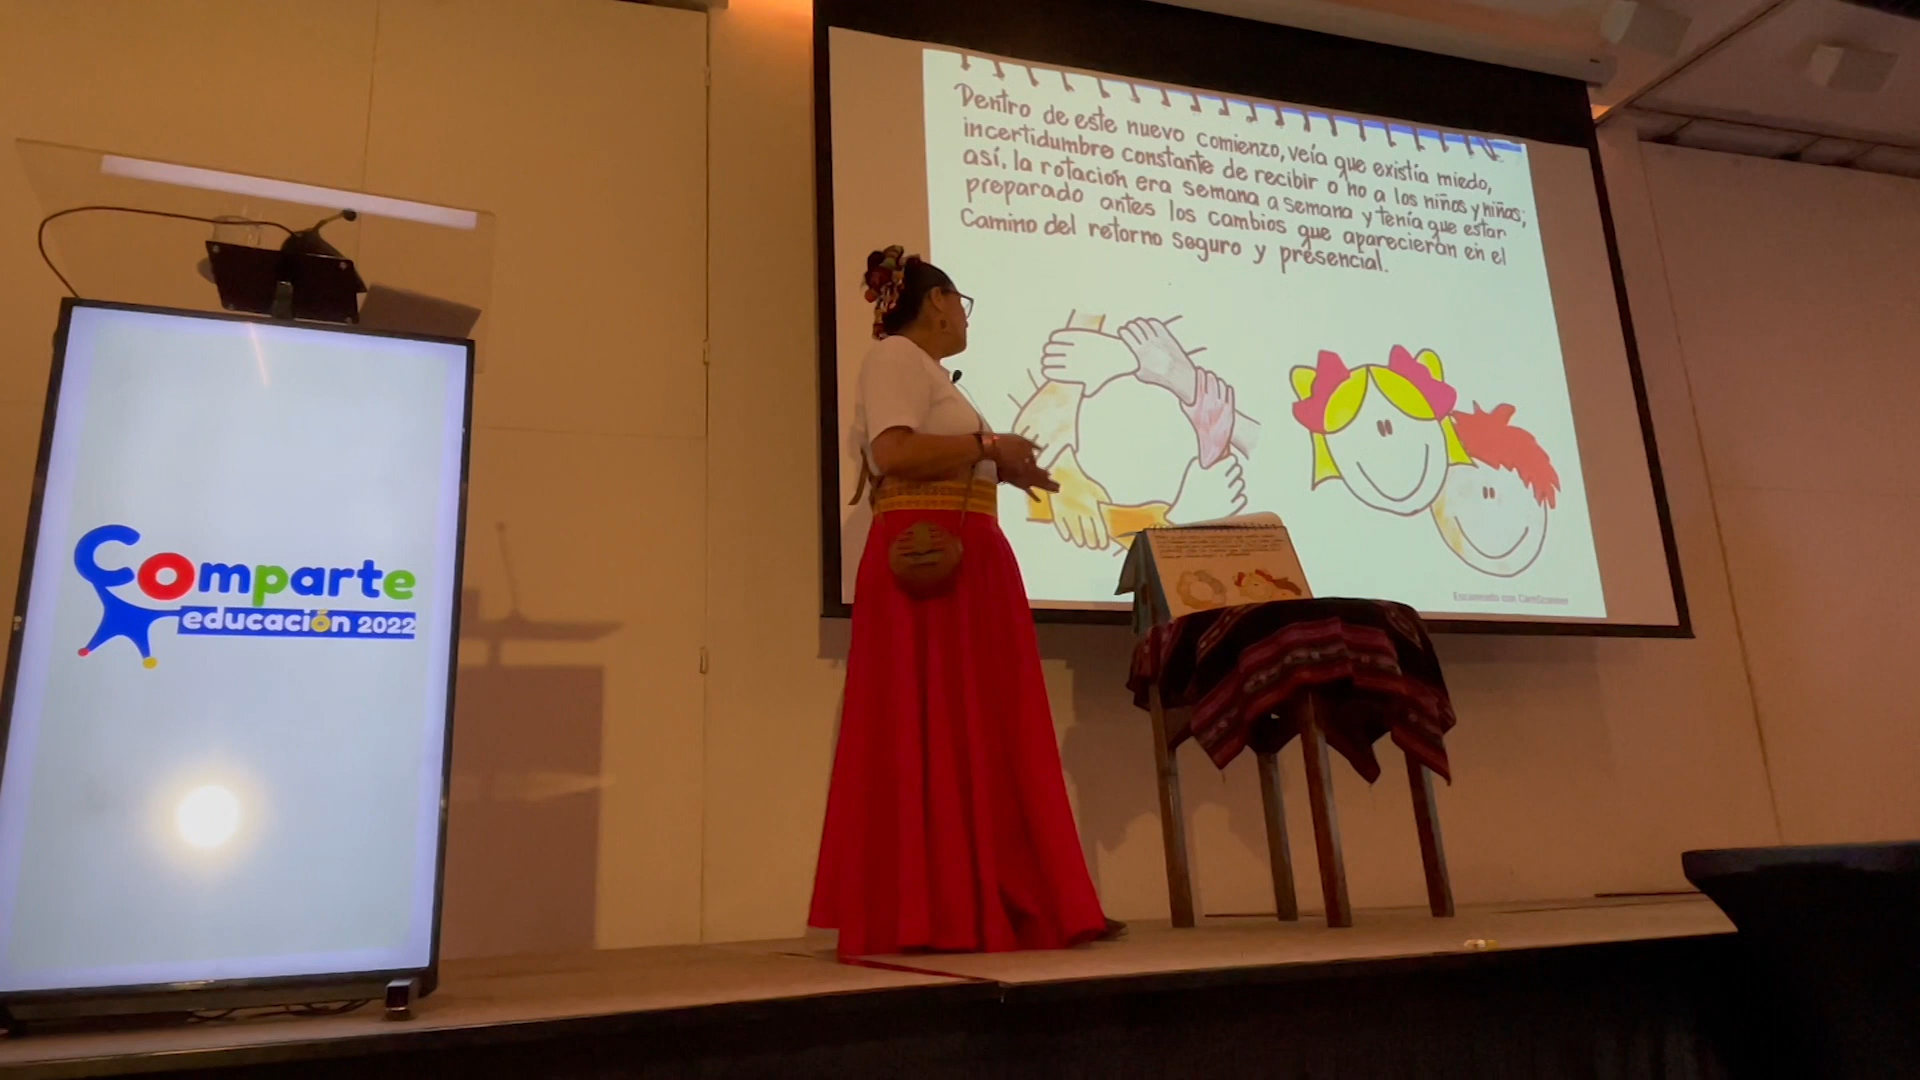 Dentro de este nuevo comienzo, veía que existía miedo,
incertidumbre constante de recibir o no a los niños y niñas;
así, la rotación era semana a semana y tenía que estar
preparado antes los cambios que aparecieran en el
Camino del retorno seguro y présencial.
Escaneado con CamScanner
Comparte
educación 2022